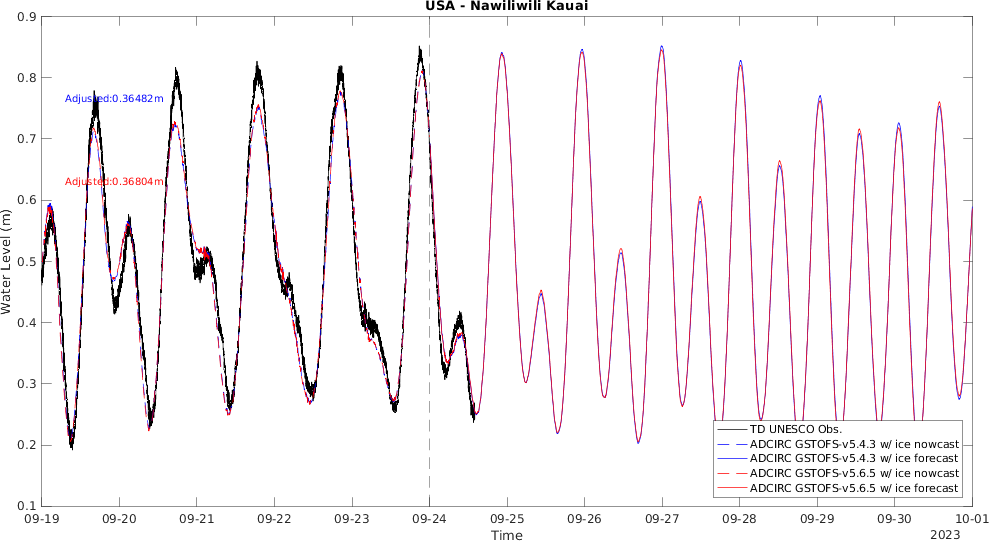 USA - Nawiliwili Kauai
0.9
0.8
0.7
0.6
0.5
0.4
0.3
0.2
0.1
Water Level (m)
Adjusted:0.36482m
Adjusted:0.36804m
TD UNESCO Obs.
ADCIRC GSTOFS-v5.4.3 w/ ice nowcast
ADCIRC GSTOFS-v5.4.3 w/ ice forecast
ADCIRC GSTOFS-v5.6.5 w/ ice nowcast
ADCIRC GSTOFS-v5.6.5 w/ ice forecast
09-19 09-20 09-21 09-22 09-23 09-24 09-25 09-26 09-27 09-28 09-29 09-30 10-01
Time
2023